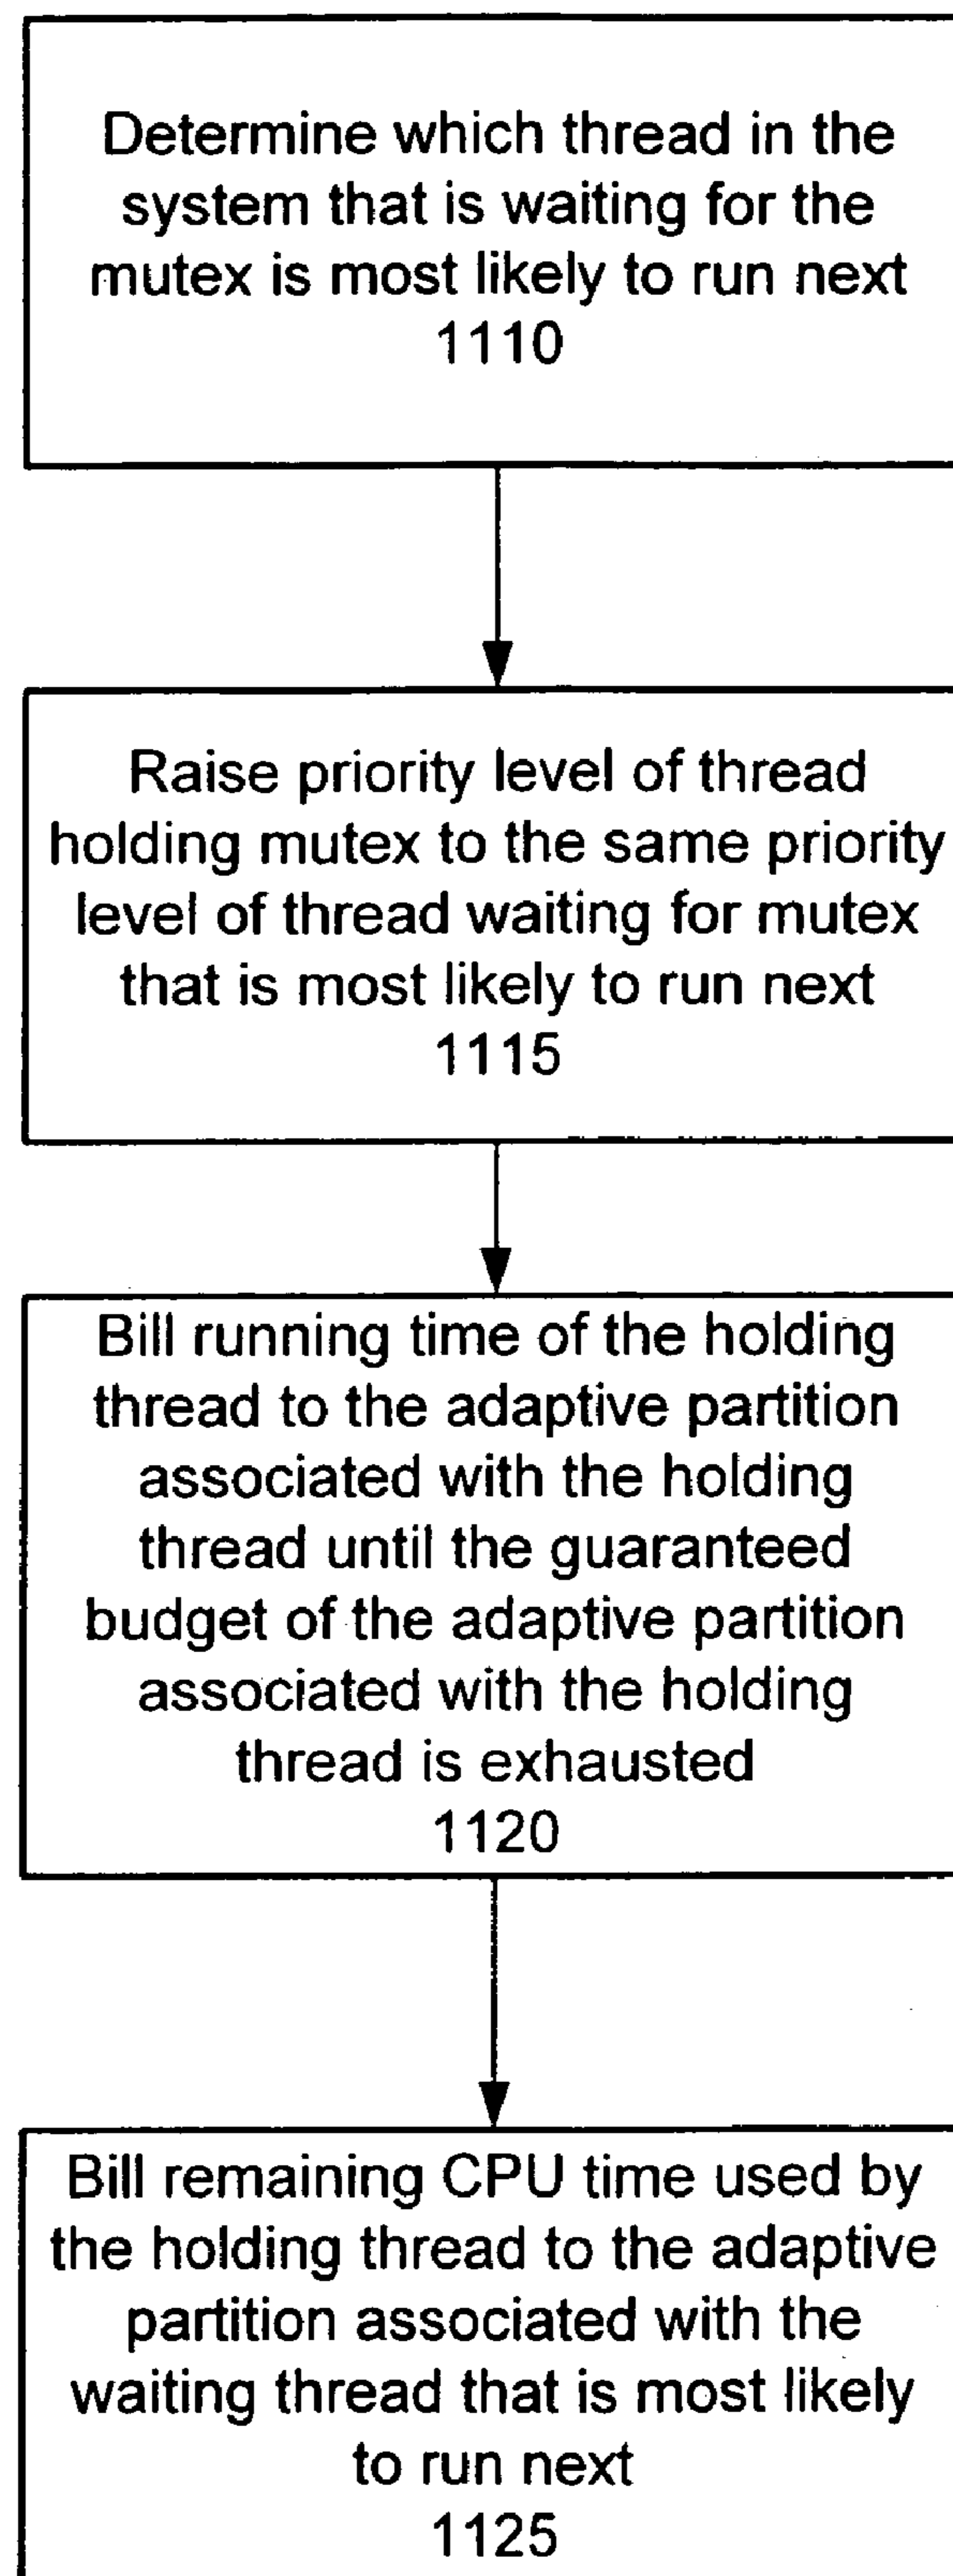 Determine which thread in the
system that is waiting for the
mutex is most likely to run next
1110
Raise priority level of thread
holding mutex to the same priority
level of thread waiting for mutex
that is most likely to run next
1115
Bill running time of the holding
thread to the adaptive partition
associated with the holding
thread until the guaranteed
budget of the adaptive partition
associated with the holding
thread is exhausted
1120
Bill remaining CPU time used by
the holding thread to the adaptive
partition associated with the
waiting thread that is most likely
to run next
1125